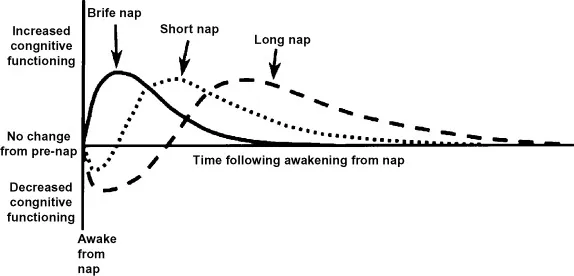 Brife nap
Increased
congnitive
functioning
Short nap
Long nap
No change
from pre-nap
Time following awakening from nap
Decreased
congnitive
functioning
Awake
from
nap